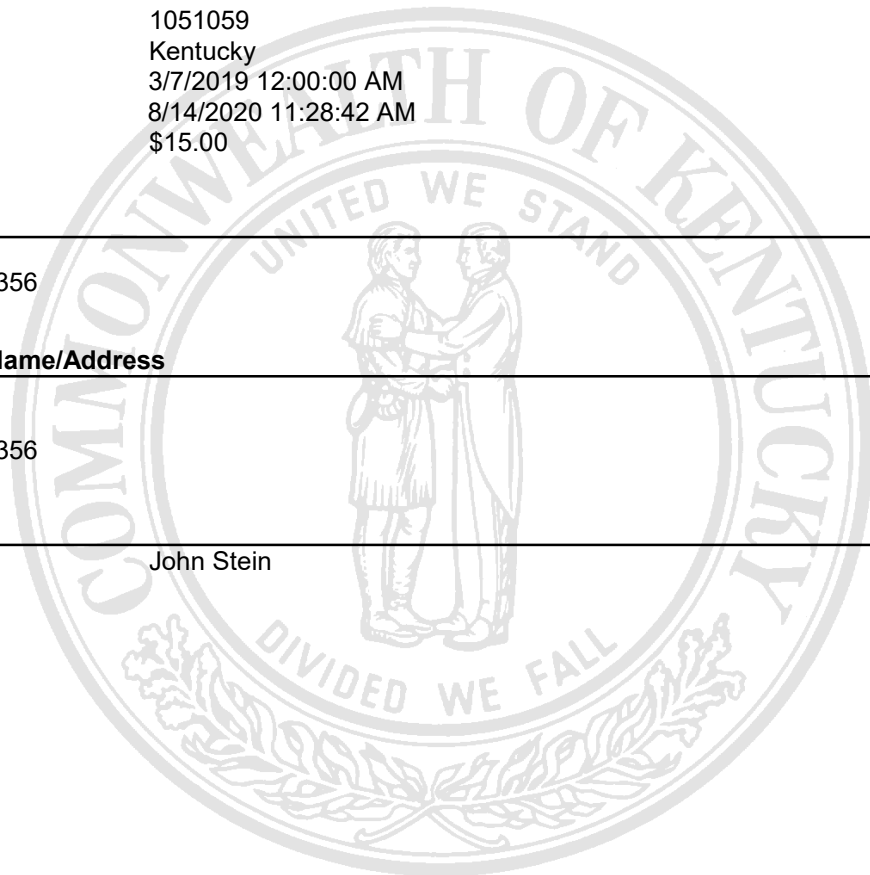 1051059
Kentucky
3/7/2019 12:00:00 AM
8/14/2020 11:28:42 AM
$15.00
356
Name/Address
356
John Stein
COMMONWEALTH OF KENTUCKY
UNITED WE STAND
DIVIDED WE FALL